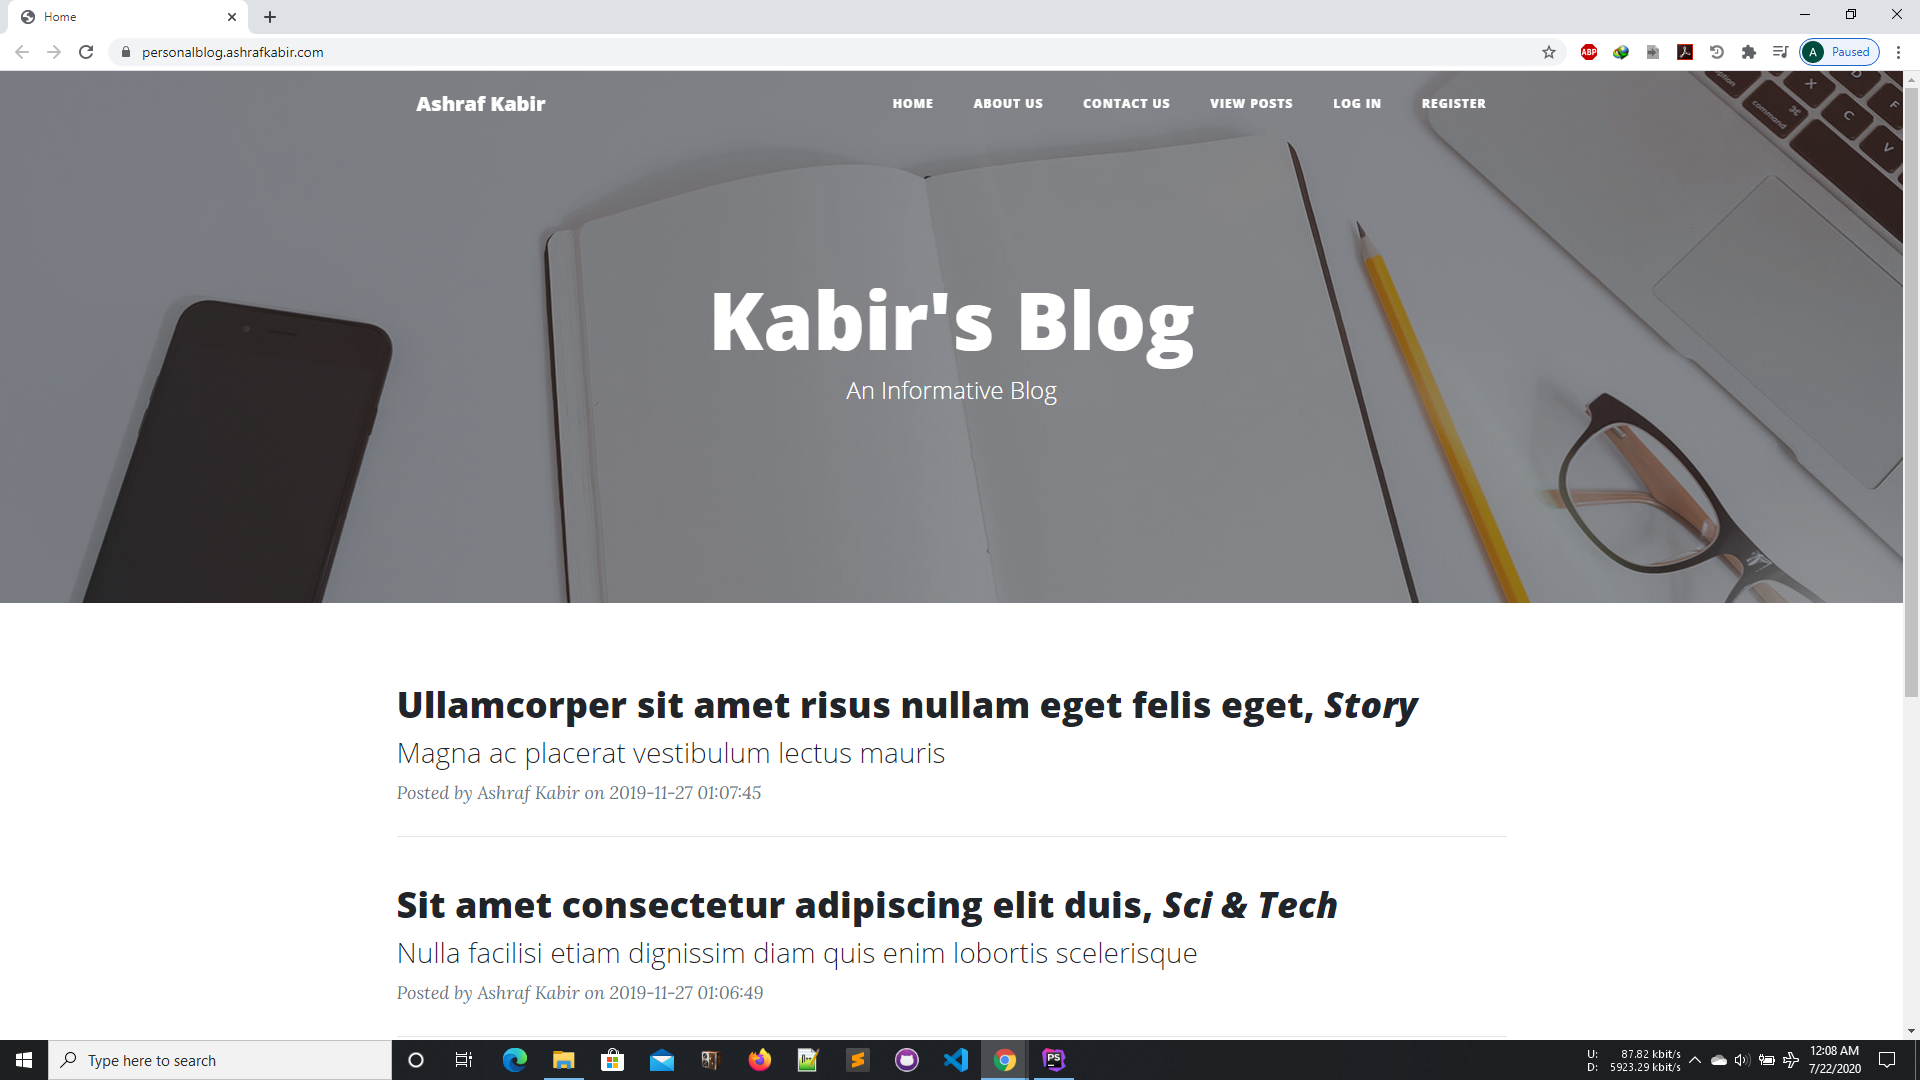 Home
personalblog.ashrafkabir.com
ABP
A Paused
Ashraf Kabir
HOME ABOUT US CONTACT US VIEW POSTS LOG IN REGISTER
option
command
X
D
C
F
V
Kabir's Blog
An Informative Blog
Ullamcorper sit amet risus nullam eget felis eget, Story
Magna ac placerat vestibulum lectus mauris
Posted by Ashraf Kabir on 2019-11-27 01:07:45
Sit amet consectetur adipiscing elit duis, Sci & Tech
Nulla facilisi etiam dignissim diam quis enim lobortis scelerisque
Posted by Ashraf Kabir on 2019-11-27 01:06:49
Type here to search
PS
U: 87.82 kbit/s
D: 5923.29 kbit/s
12:08 AM
7/22/2020